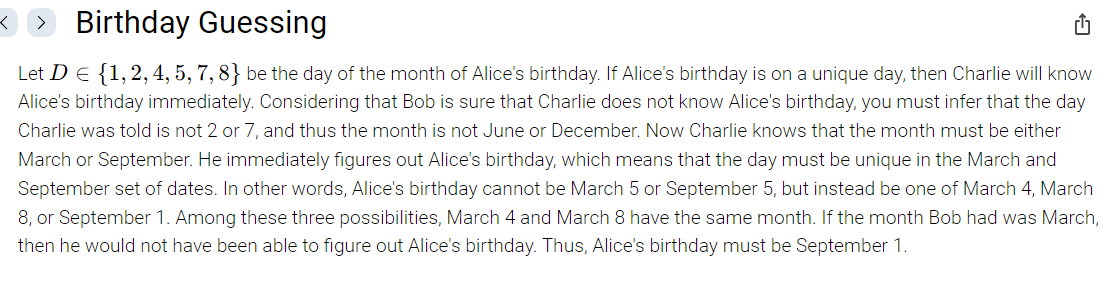 Birthday Guessing
Let D ∈ {1, 2, 4, 5, 7, 8} be the day of the month of Alice's birthday. If Alice's birthday is on a unique day, then Charlie will know
Alice's birthday immediately. Considering that Bob is sure that Charlie does not know Alice's birthday, you must infer that the day
Charlie was told is not 2 or 7, and thus the month is not June or December. Now Charlie knows that the month must be either
March or September. He immediately figures out Alice's birthday, which means that the day must be unique in the March and
September set of dates. In other words, Alice's birthday cannot be March 5 or September 5, but instead be one of March 4, March
8, or September 1. Among these three possibilities, March 4 and March 8 have the same month. If the month Bob had was March,
then he would not have been able to figure out Alice's birthday. Thus, Alice's birthday must be September 1.